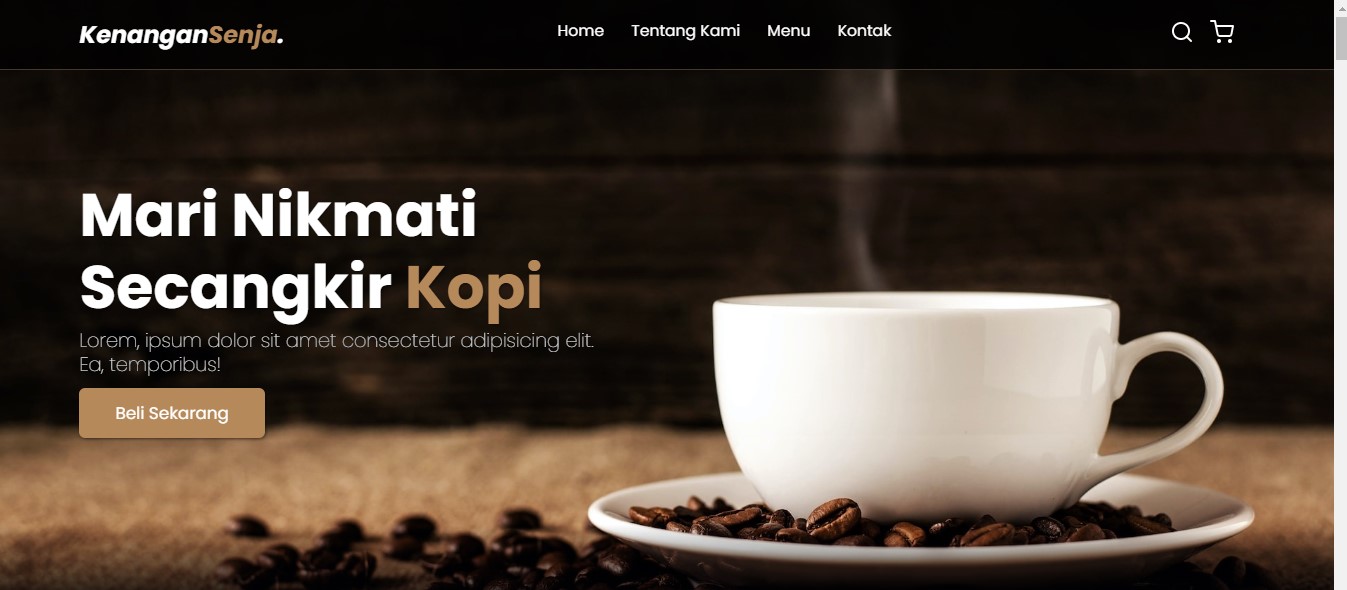 KenanganSenja.
Home Tentang Kami Menu Kontak
Mari Nikmati
Secangkir Kopi
Lorem, ipsum dolor sit amet consectetur adipisicing elit.
Ea, temporibus!
Beli Sekarang